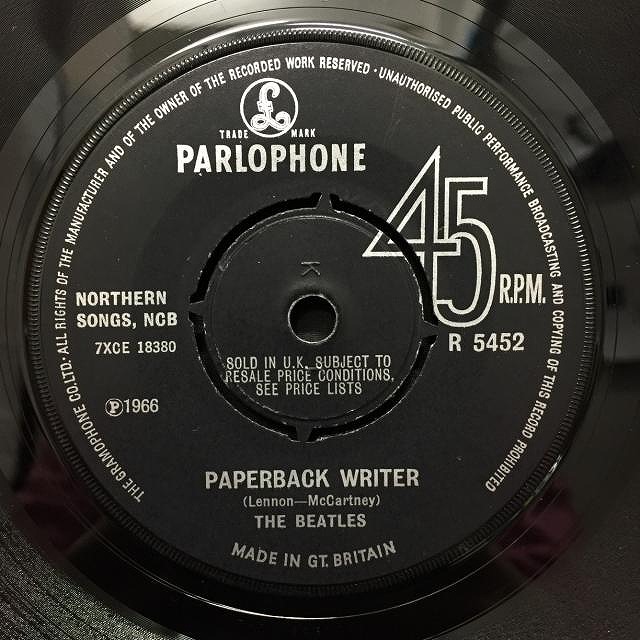 THE GRAMOPHONE CO.LTD. ALL RIGHTS OF THE MANUFACTURER AND OF THE OWNER OF THE RECORDED WORK RESERVED · UNAUTHORISED PUBLIC PERFORMANCE BROADCASTING AND COPYING OF THIS RECORD PROHIBITED
£
TRADE MARK
PARLOPHONE
45
R.P.M.
K
NORTHERN
SONGS, NCB
7XCE 18380
R 5452
SOLD IN U.K. SUBJECT TO
RESALE PRICE CONDITIONS,
SEE PRICE LISTS
Ⓟ1966
PAPERBACK WRITER
(Lennon—McCartney)
THE BEATLES
MADE IN GT. BRITAIN